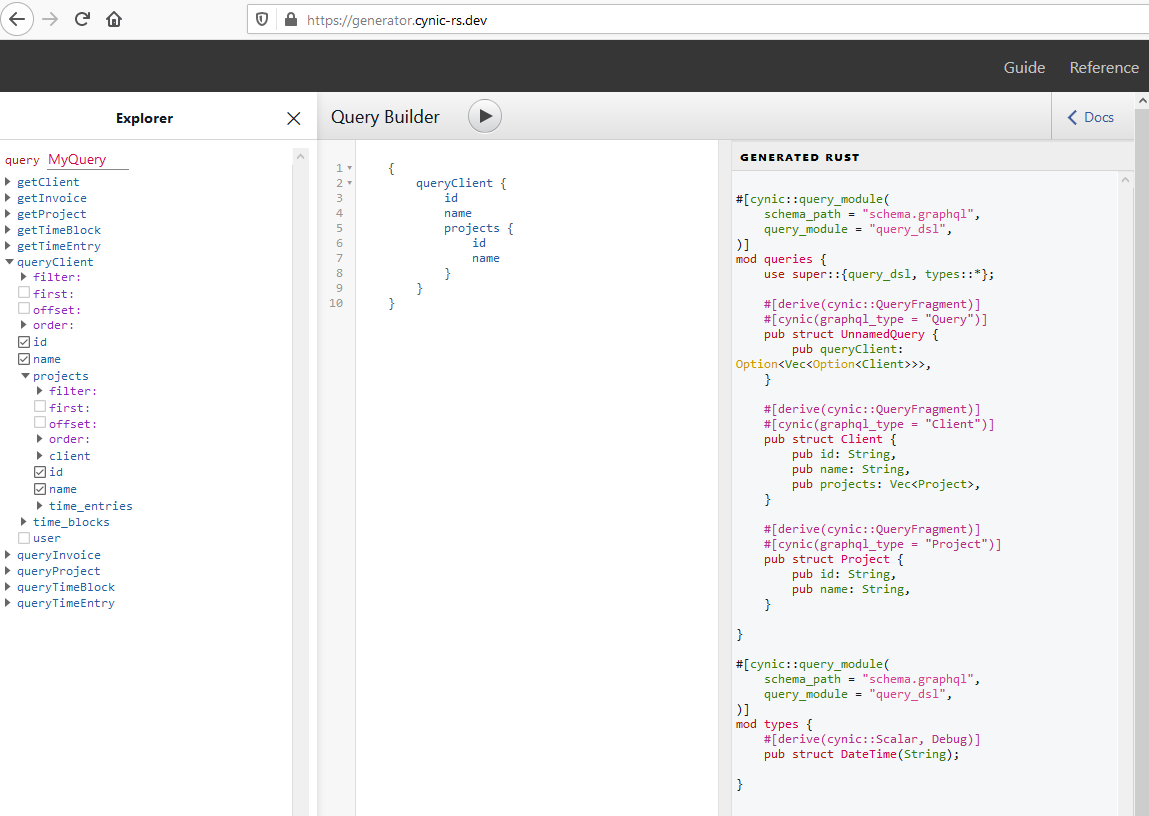 https://generator.cynic-rs.dev
Guide
Reference
Explorer
query MyQuery
getClient
getInvoice
getProject
getTimeBlock
getTimeEntry
queryClient
filter:
first:
offset:
order:
id
name
projects
filter:
first:
offset:
order:
client
id
name
time_entries
time_blocks
user
queryInvoice
queryProject
queryTimeBlock
queryTimeEntry
Query Builder
Docs
1 {
2 queryClient {
3 id
4 name
5 projects {
6 id
7 name
8 }
9 }
10 }
GENERATED RUST
#[cynic::query_module(
schema_path = "schema.graphql",
query_module = "query_dsl",
)]
mod queries {
use super::{query_dsl, types::*};
#[derive(cynic::QueryFragment)]
#[cynic(graphql_type = "Query")]
pub struct UnnamedQuery {
pub queryClient:
Option<Vec<Option<Client>>>,
}
#[derive(cynic::QueryFragment)]
#[cynic(graphql_type = "Client")]
pub struct Client {
pub id: String,
pub name: String,
pub projects: Vec<Project>,
}
#[derive(cynic::QueryFragment)]
#[cynic(graphql_type = "Project")]
pub struct Project {
pub id: String,
pub name: String,
}
}
#[cynic::query_module(
schema_path = "schema.graphql",
query_module = "query_dsl",
)]
mod types {
#[derive(cynic::Scalar, Debug)]
pub struct DateTime(String);
}